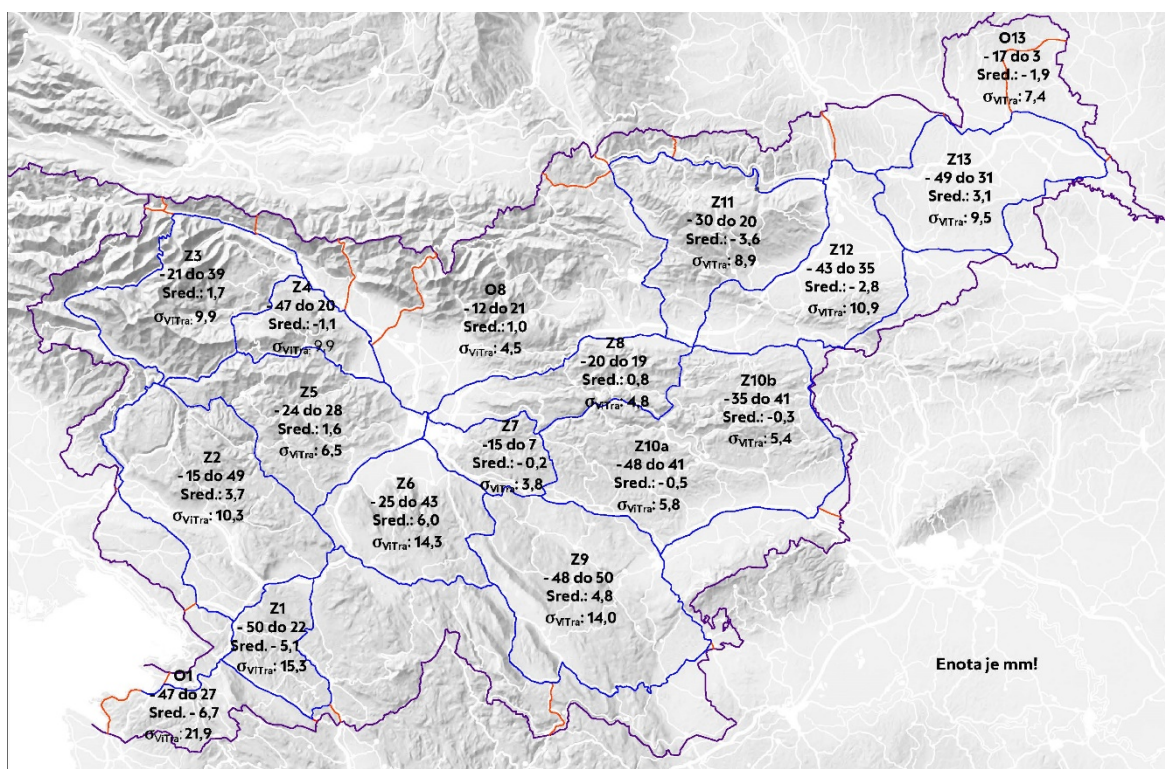 O13
- 17 do 3
Sred.: - 1,9
σViTra: 7,4
Z13
- 49 do 31
Sred.: 3,1
σViTra: 9,5
Z11
- 30 do 20
Sred.: - 3,6
σViTra: 8,9
Z12
- 43 do 35
Sred.: - 2,8
σViTra: 10,9
Z3
- 21 do 39
Sred.: 1,7
σViTra: 9,9
Z4
- 47 do 20
Sred.: -1,1
σViTra: 9,9
O8
-12 do 21
Sred.: 1,0
σViTra: 4,5
Z8
-20 do 19
Sred.: 0,8
σViTra: 4,8
Z10b
-35 do 41
Sred.: -0,3
σViTra: 5,4
Z5
-24 do 28
Sred.: 1,6
σViTra: 6,5
Z7
-15 do 7
Sred.: - 0,2
σViTra: 3,8
Z10a
-48 do 41
Sred.: -0,5
σViTra: 5,8
Z2
-15 do 49
Sred.: 3,7
σViTra: 10,3
Z6
-25 do 43
Sred.: 6,0
σViTra: 14,3
Z9
- 48 do 50
Sred.: 4,8
σViTra: 14,0
Z1
- 50 do 22
Sred. - 5,1
σViTra: 15,3
O1
- 47 do 27
Sred. - 6,7
σViTra: 21,9
Enota je mm!